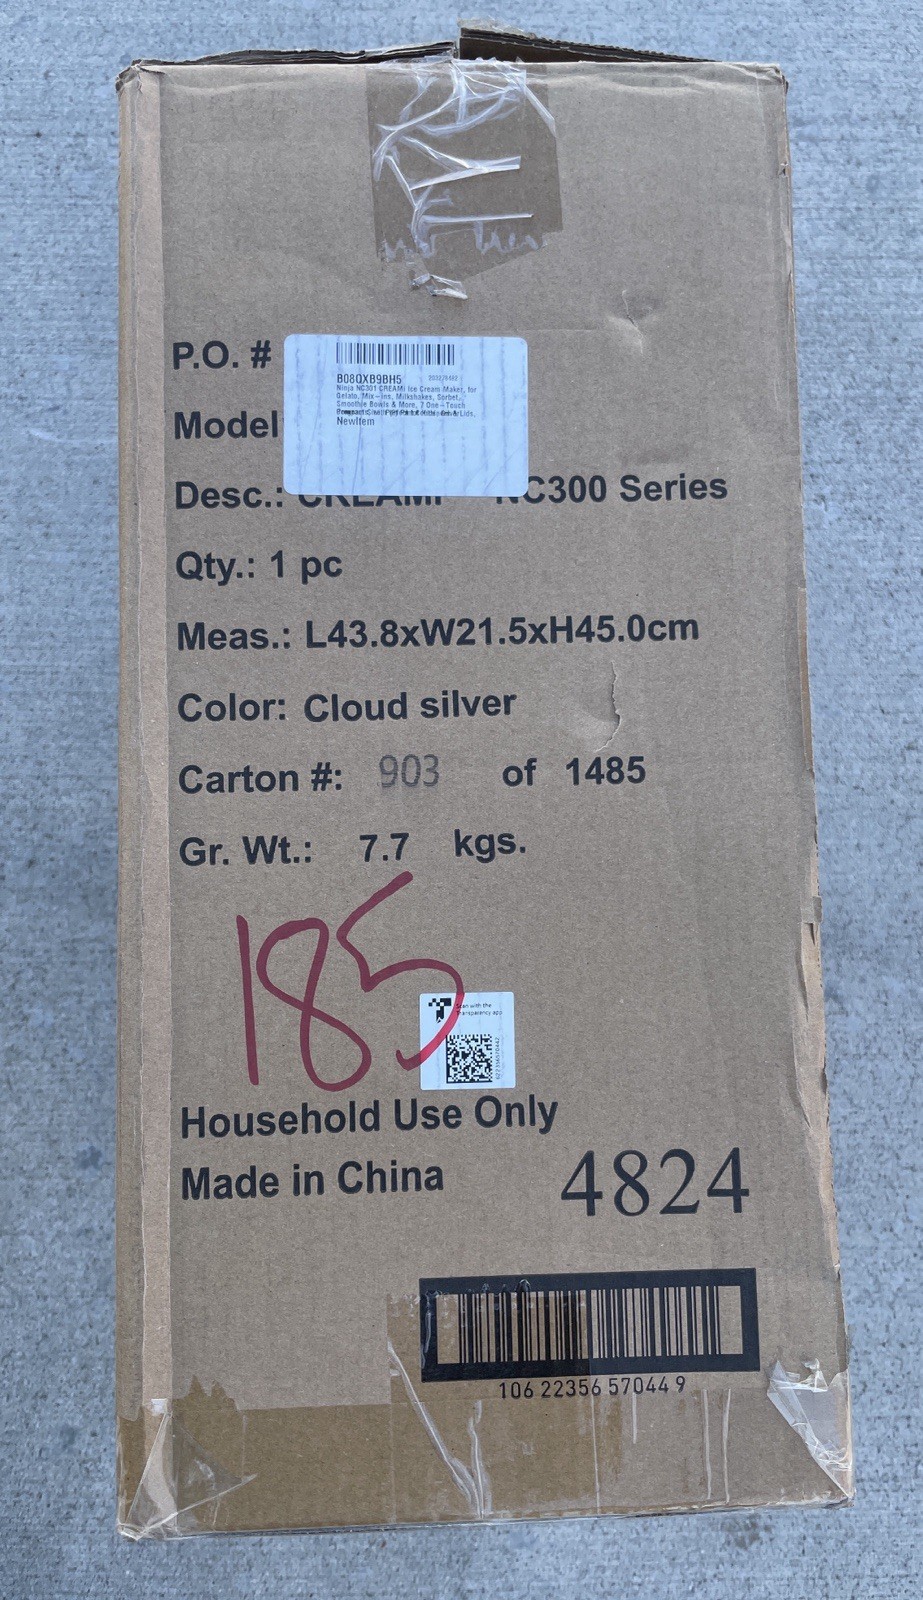 P.O. #
B08QXB9BH5
Ninja NC301 CREAMi Ice Cream Maker, for
Gelato, Mix-ins, Milkshakes, Sorbet,
Smoothie Bowls & More, 7 One-Touch
NewItem
Model
Desc.: CREAMi NC300 Series
Qty.: 1 pc
Meas.: L43.8xW21.5xH45.0cm
Color: Cloud silver
Carton #: 903 of 1485
Gr. Wt.: 7.7 kgs.
185
Scan with the
Transparency app
Household Use Only
Made in China
4824
106 22356 57044 9